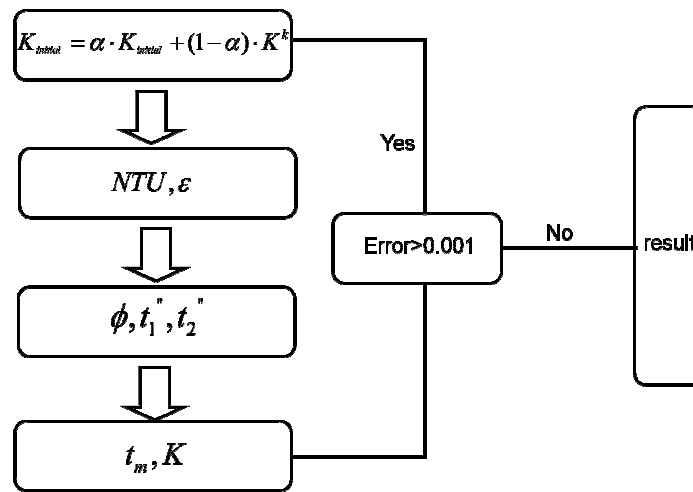 K_initial = α · K_initial + (1 − α) · K^k
NTU, ε
ϕ, t₁", t₂"
t_m, K
Yes
Error>0.001
No
result